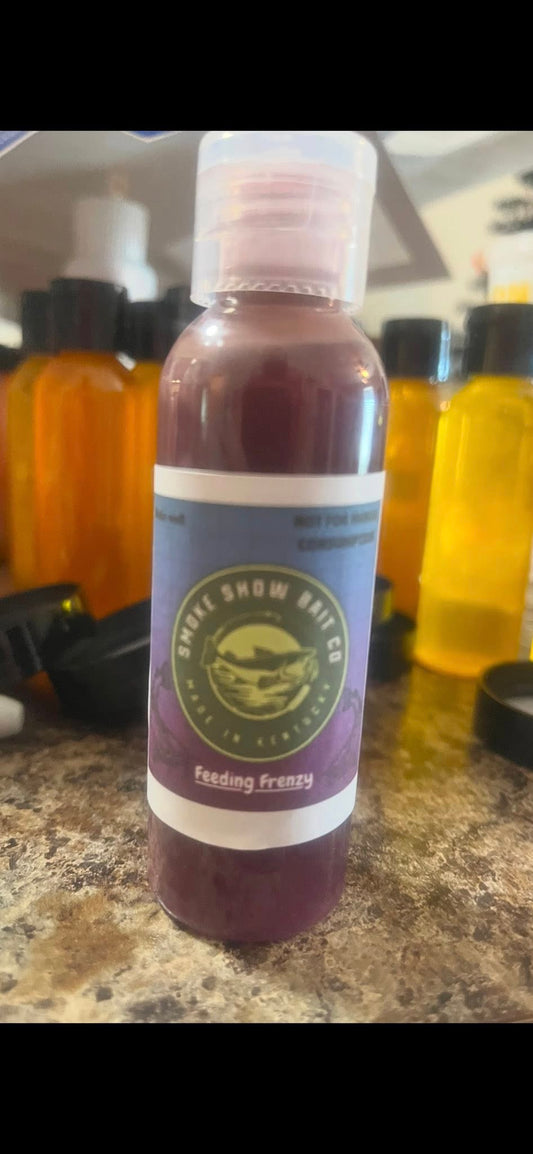 NOT FOR HUMAN
CONSUMPTION
SMOKE SHOW BAIT CO
MADE IN KENTUCKY
Feeding Frenzy